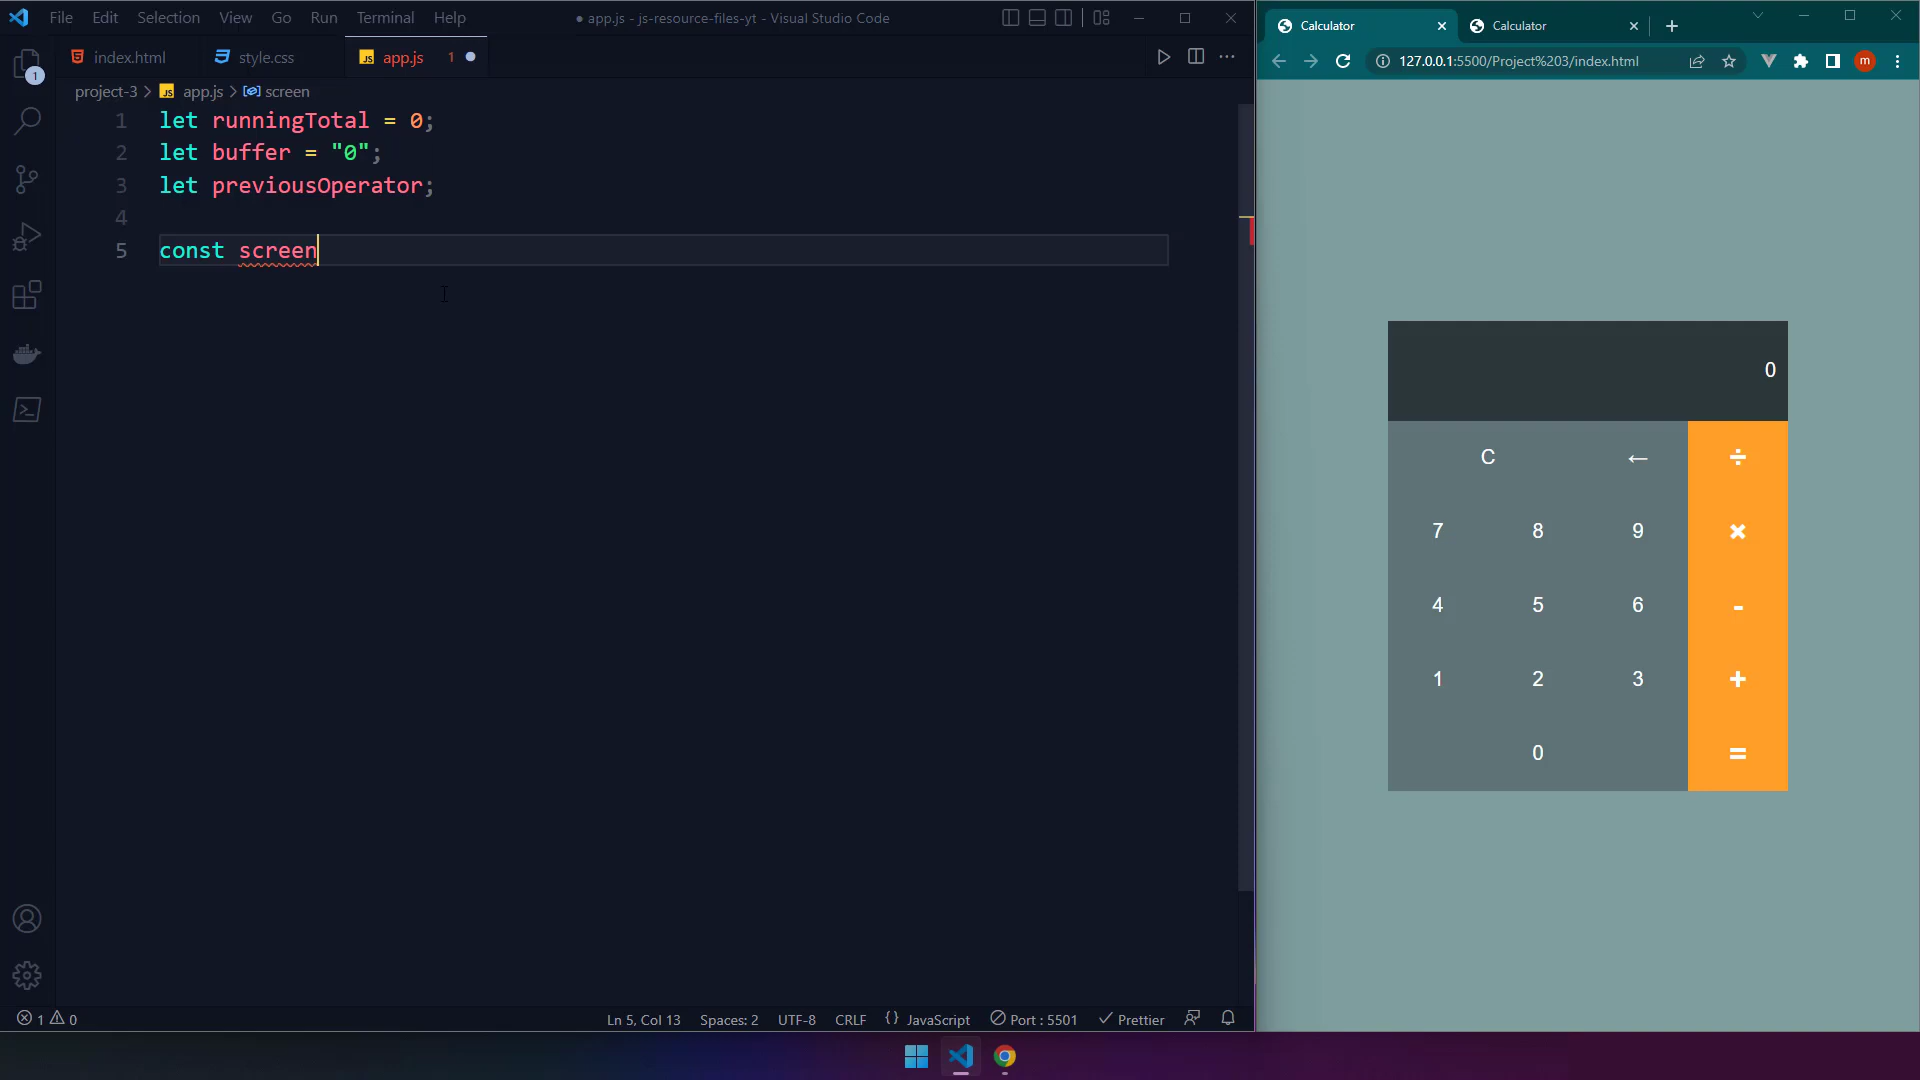 File Edit Selection View Go Run Terminal Help
● app.js - js-resource-files-yt - Visual Studio Code
index.html style.css JS app.js 1 ●
project-3 > JS app.js > screen
1 let runningTotal = 0;
2 let buffer = "0";
3 let previousOperator;
4
5 const screen
1
1 0
Ln 5, Col 13 Spaces: 2 UTF-8 CRLF {} JavaScript Port : 5501 Prettier
Calculator Calculator
127.0.0.1:5500/Project%203/index.html m
0
C ← ÷
7 8 9 ×
4 5 6 -
1 2 3 +
0 =